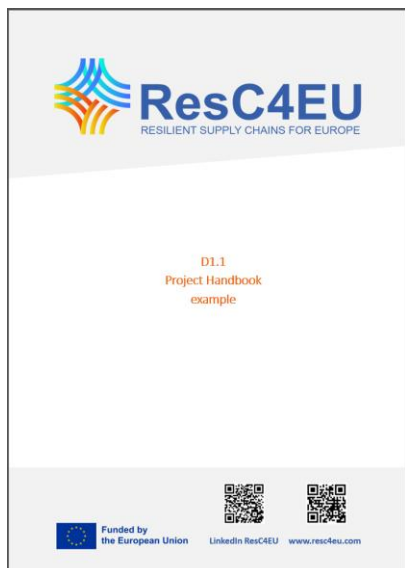 ResC4EU
RESILIENT SUPPLY CHAINS FOR EUROPE
D1.1
Project Handbook
example
Funded by
the European Union
LinkedIn ResC4EU
www.resc4eu.com